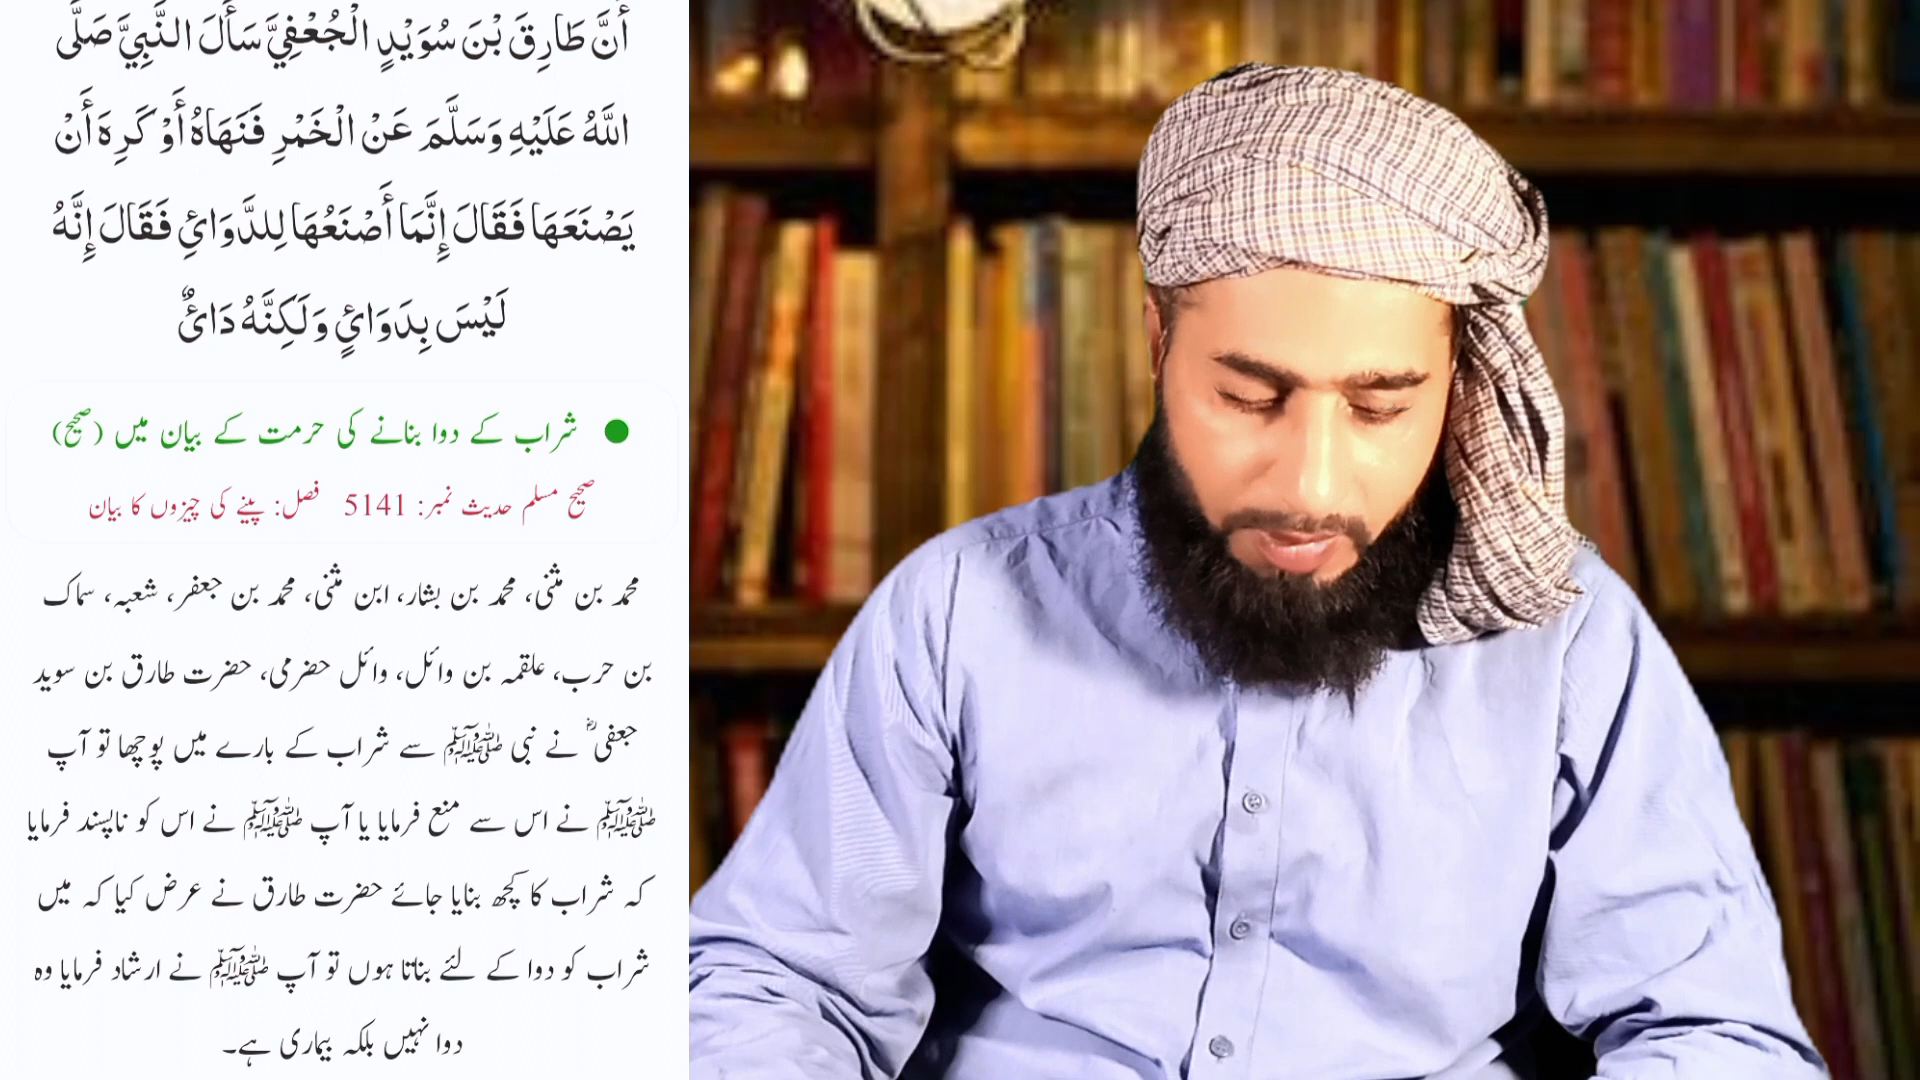 أَنَّ طَارِقَ بْنَ سُوَيْدٍ الْجُعْفِيَّ سَأَلَ النَّبِيَّ صَلَّی
اللَّهُ عَلَيْهِ وَسَلَّمَ عَنْ الْخَمْرِ فَنَهَاهُ أَوْ کَرِهَ أَنْ
يَصْنَعَهَا فَقَالَ إِنَّمَا أَصْنَعُهَا لِلدَّوَائِ فَقَالَ إِنَّهُ
لَيْسَ بِدَوَائٍ وَلَکِنَّهُ دَائٌ
● شراب کے دوا بنانے کی حرمت کے بیان میں (صحیح)
صحیح مسلم حدیث نمبر: 5141 فصل: پینے کی چیزوں کا بیان
محمد بن مثنی، محمد بن بشار، ابن مثنی، محمد بن جعفر، شعبہ، سماک
بن حرب، علقمہ بن وائل، وائل حضرمی، حضرت طارق بن سوید
جعفی ؓ نے نبی ﷺ سے شراب کے بارے میں پوچھا تو آپ
ﷺ نے اس سے منع فرمایا یا آپ ﷺ نے اس کو ناپسند فرمایا
کہ شراب کا کچھ بنایا جائے حضرت طارق نے عرض کیا کہ میں
شراب کو دوا کے لئے بناتا ہوں تو آپ ﷺ نے ارشاد فرمایا وہ
دوا نہیں بلکہ بیماری ہے۔